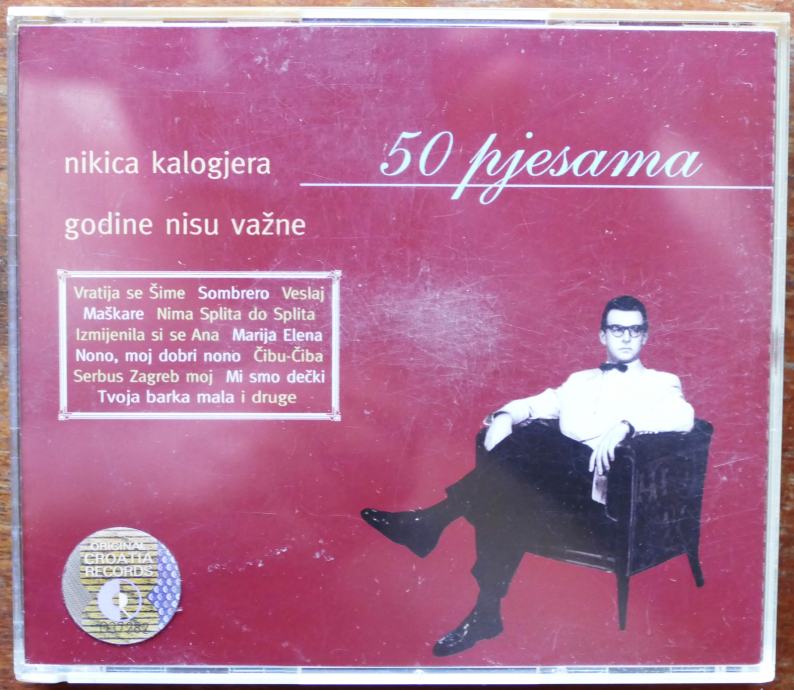 50 pjesama
nikica kalogjera
godine nisu važne
Vratija se Šime Sombrero Veslaj
Maškare Nima Splita do Splita
Izmijenila si se Ana Marija Elena
Nono, moj dobri nono Čibu-Čiba
Serbus Zagreb moj Mi smo dečki
Tvoja barka mala i druge
ORIGINAL
CROATIA
RECORDS